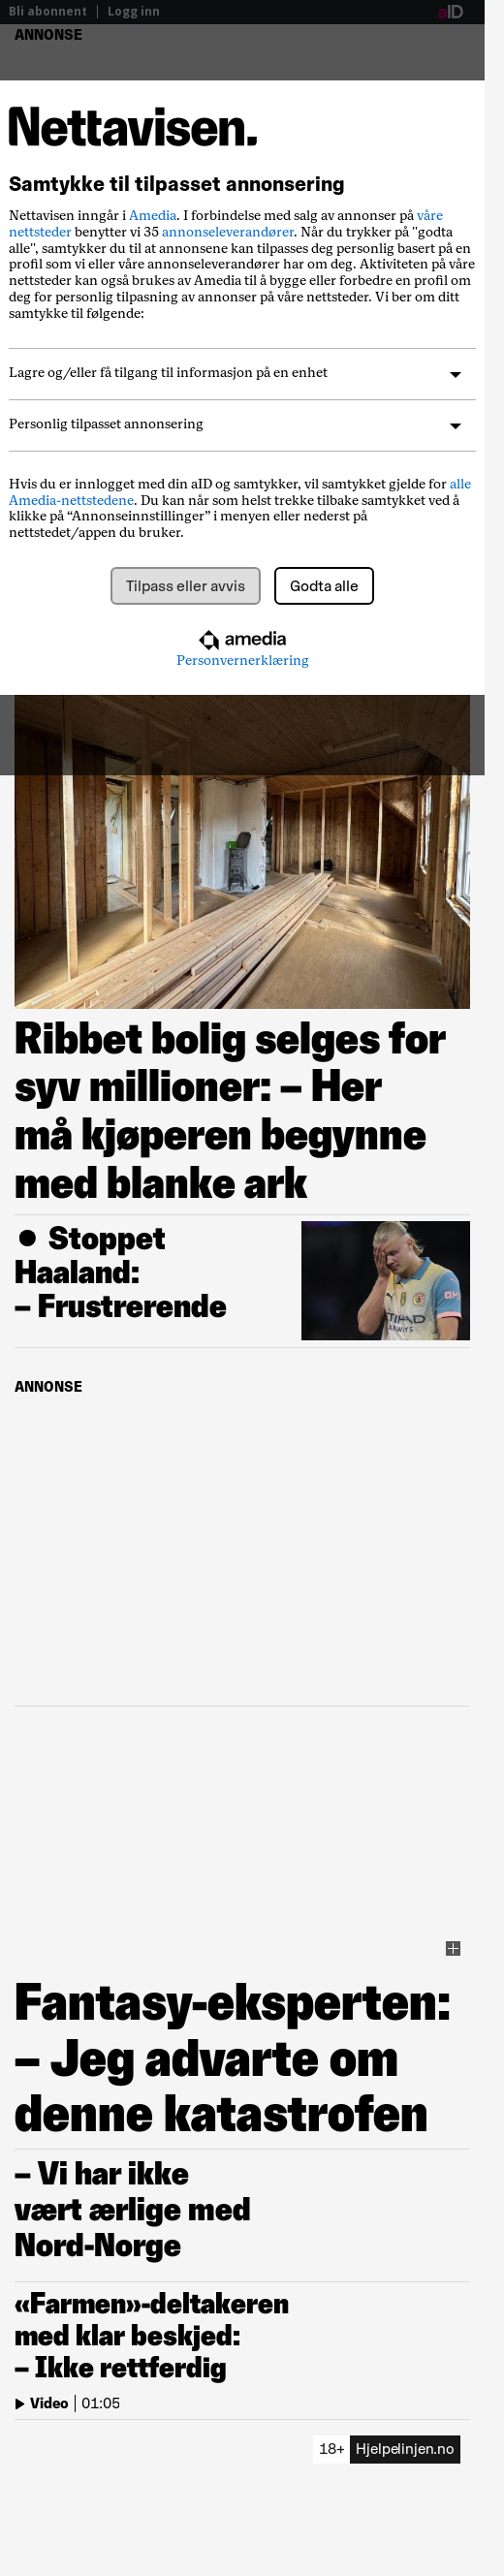 Bli abonnent | Logg inn
aID
ANNONSE
Nettavisen.
Samtykke til tilpasset annonsering
Nettavisen inngår i Amedia. I forbindelse med salg av annonser på våre
nettsteder benytter vi 35 annonseleverandører. Når du trykker på "godta
alle", samtykker du til at annonsene kan tilpasses deg personlig basert på en
profil som vi eller våre annonseleverandører har om deg. Aktiviteten på våre
nettsteder kan også brukes av Amedia til å bygge eller forbedre en profil om
deg for personlig tilpasning av annonser på våre nettsteder. Vi ber om ditt
samtykke til følgende:
Lagre og/eller få tilgang til informasjon på en enhet
Personlig tilpasset annonsering
Hvis du er innlogget med din aID og samtykker, vil samtykket gjelde for alle
Amedia-nettstedene. Du kan når som helst trekke tilbake samtykket ved å
klikke på “Annonseinnstillinger” i menyen eller nederst på
nettstedet/appen du bruker.
Tilpass eller avvis
Godta alle
amedia
Personvernerklæring
Ribbet bolig selges for
syv millioner: – Her
må kjøperen begynne
med blanke ark
● Stoppet
Haaland:
– Frustrerende
ETIHAD
AIRWAYS
ANNONSE
Fantasy-eksperten:
– Jeg advarte om
denne katastrofen
– Vi har ikke
vært ærlige med
Nord-Norge
«Farmen»-deltakeren
med klar beskjed:
– Ikke rettferdig
Video | 01:05
18+ Hjelpelinjen.no